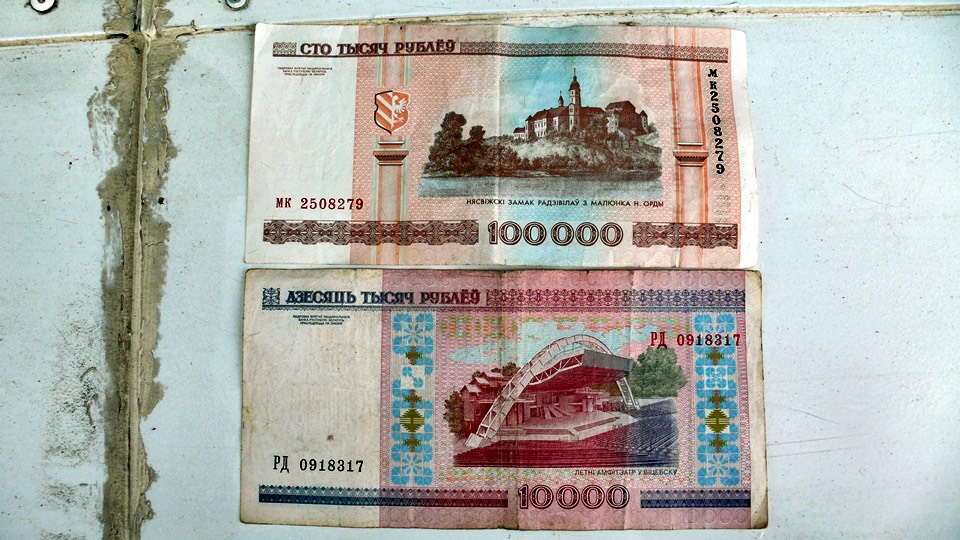 СТО ТЫСЯЧ РУБЛЁЎ
МК2508279
МК 2508279
НЯСВІЖСКІ ЗАМАК РАДЗІВІЛАЎ З МАЛЮНКА Н. ОРДЫ
100000
ДЗЕСЯЦЬ ТЫСЯЧ РУБЛЁЎ
РД 0918317
РД 0918317
ЛЕТНІ АМФІТЭАТР У ВІЦЕБСКУ
10000